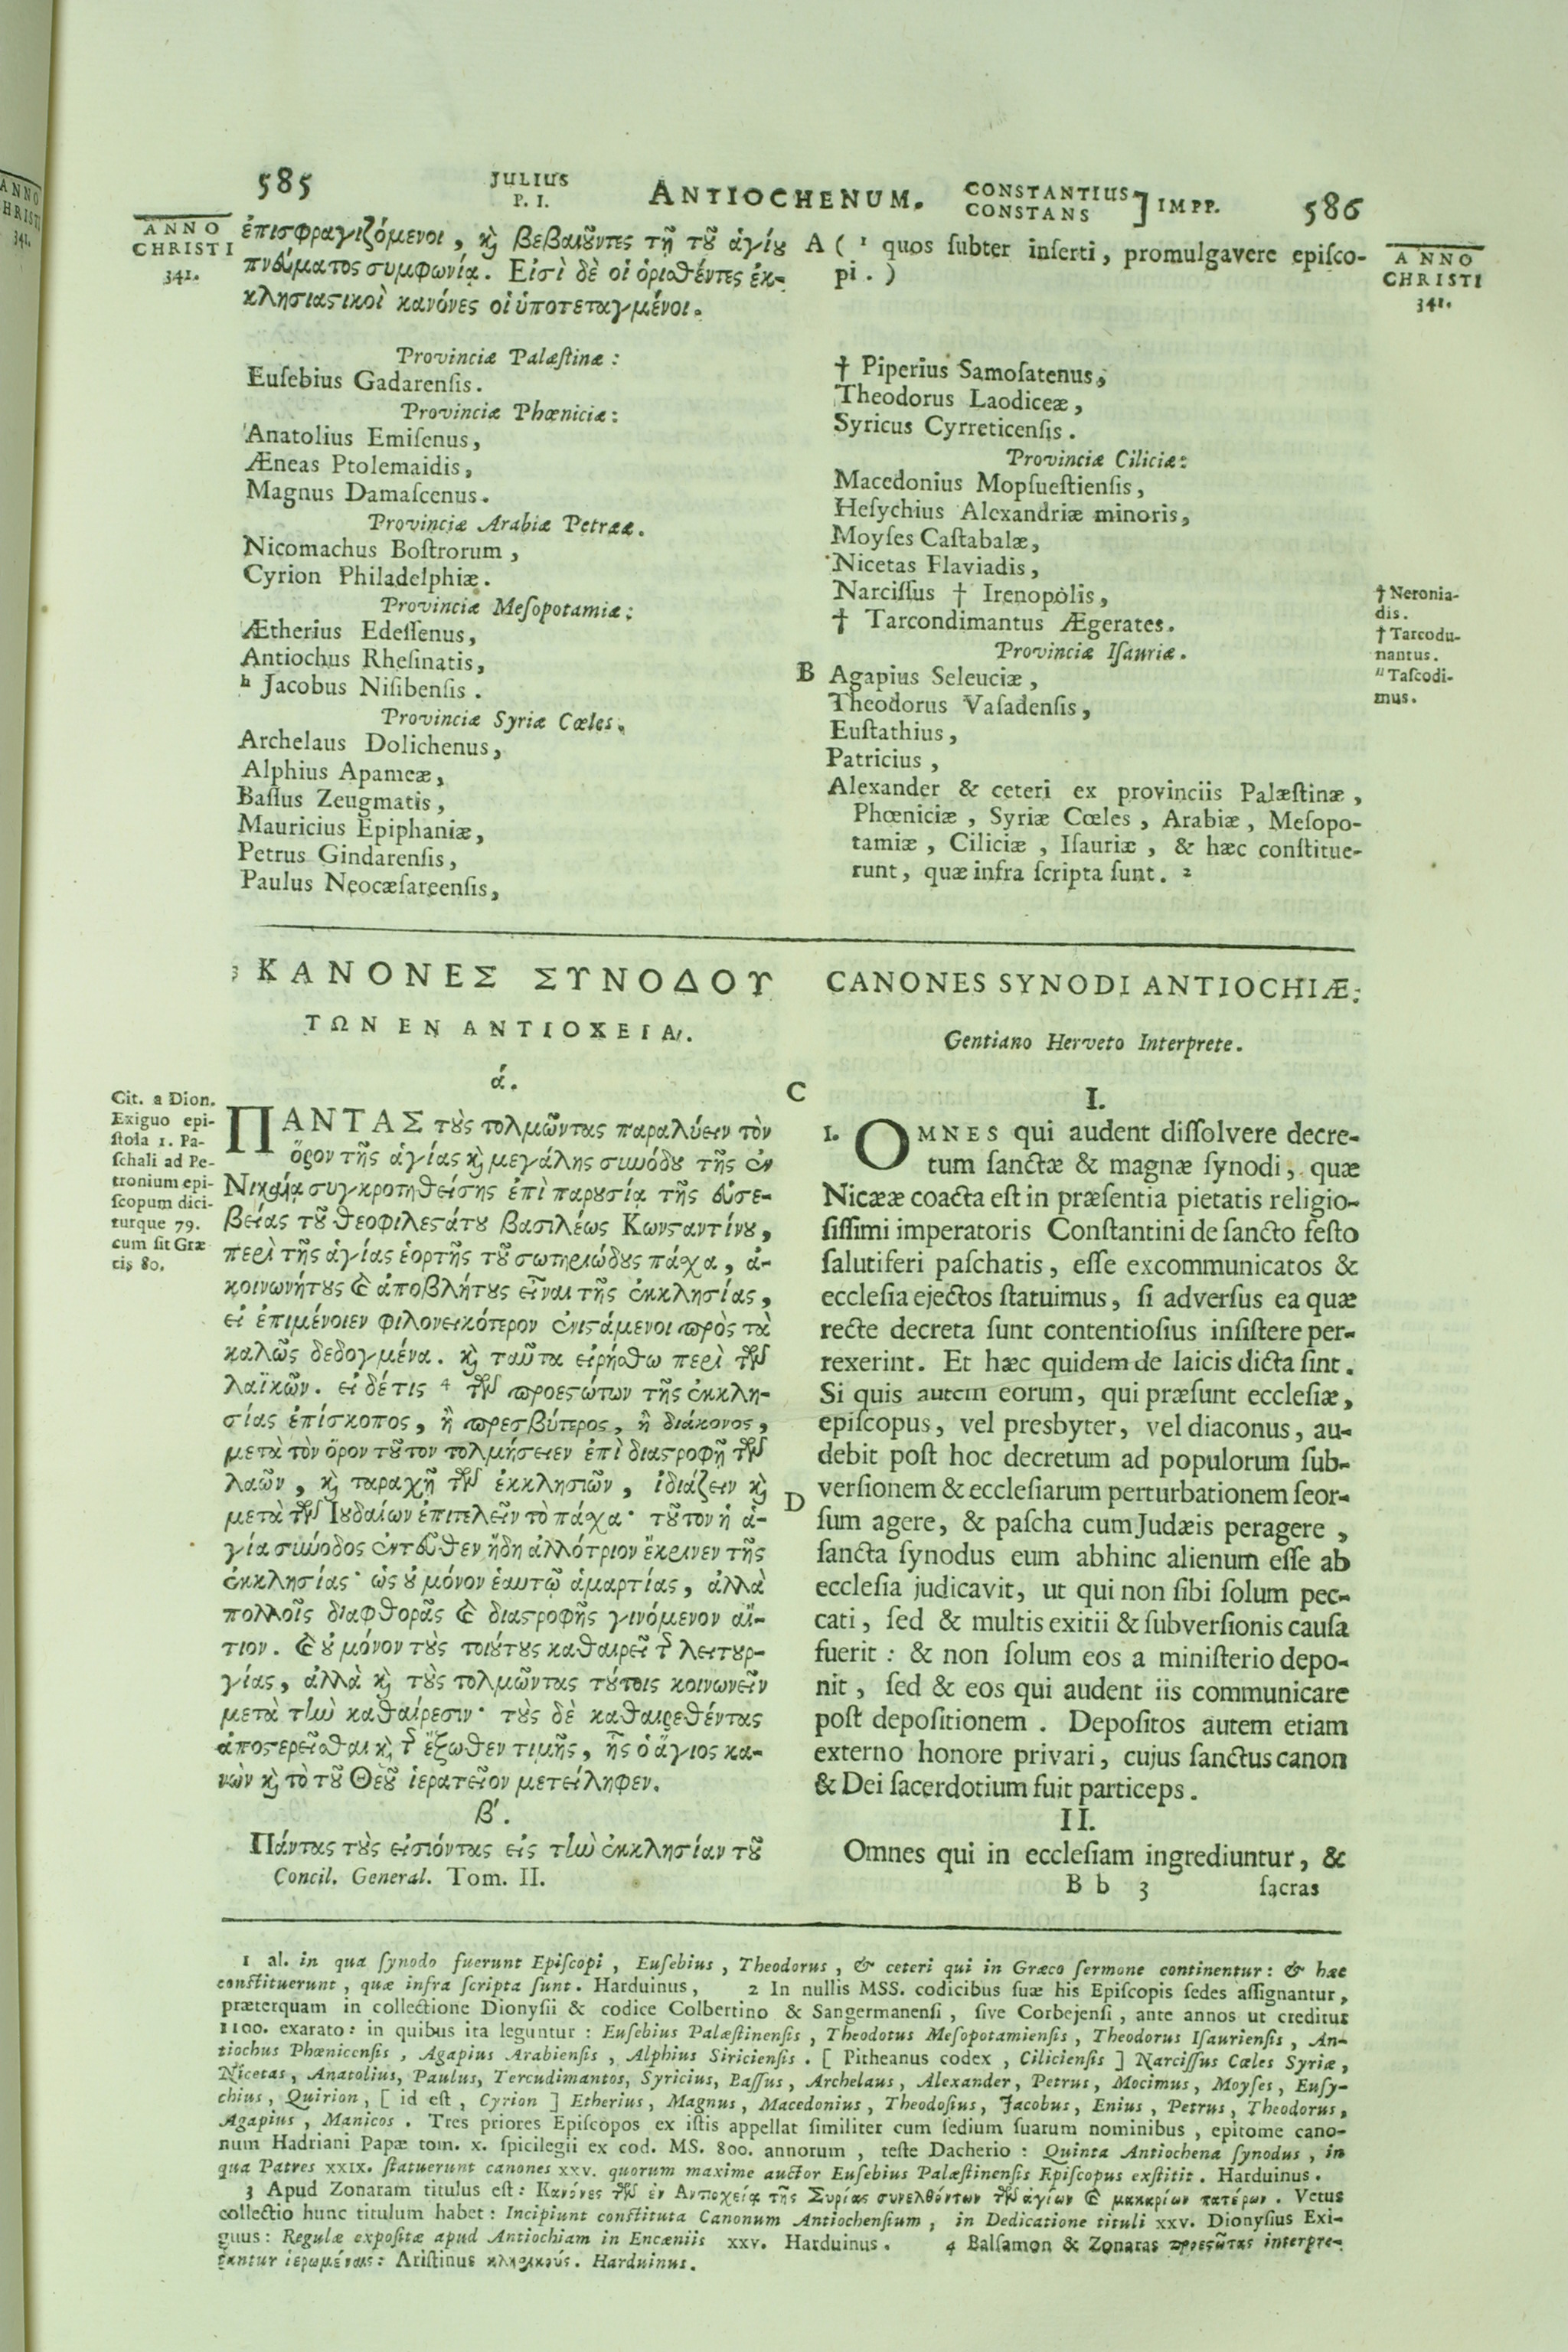 585 JULIUS P. I. ANTIOCHENUM. CONSTANTIUS CONSTANS ] IMPP. 586
ANNO
CHRISTI
341.
ἐπισφραγιζόμενοι, καὶ βεβαιοῦντες τῇ τοῦ ἁγίου
πνεύματος συμφωνίᾳ. Εἰσὶ δὲ οἱ ὁρισθέντες ἐκ-
κλησιαστικοὶ κανόνες οἱ ὑποτεταγμένοι.
Provinciæ Palæſtinæ:
Euſebius Gadarenſis.
Provinciæ Phœniciæ:
Anatolius Emiſenus,
Æneas Ptolemaidis,
Magnus Damaſcenus.
Provinciæ Arabiæ Petrææ.
Nicomachus Boſtrorum,
Cyrion Philadelphiæ.
Provinciæ Meſopotamiæ:
Ætherius Edeſſenus,
Antiochus Rheſinatis,
" Jacobus Niſibenſis.
Provinciæ Syriæ Cœles.
Archelaus Dolichenus,
Alphius Apameæ,
Baſſus Zeugmatis,
Mauricius Epiphaniæ,
Petrus Gindarenſis,
Paulus Neocæſareenſis,
A ( 1 quos ſubter inſerti, promulgavere epiſco-
pi. )
ANNO
CHRISTI
341.
† Piperius Samoſatenus,
Theodorus Laodiceæ,
Syricus Cyrreticenſis.
Provinciæ Ciliciæ:
Macedonius Mopſueſtienſis,
Heſychius Alexandriæ minoris,
Moyſes Caſtabalæ,
Nicetas Flaviadis,
Narciſſus † Irenopolis,
† Tarcondimantus Ægerates.
Provinciæ Iſauriæ.
B Agapius Seleuciæ,
Theodorus Vaſadenſis,
Euſtathius,
Patricius,
Alexander & ceteri ex provinciis Palæſtinæ,
Phœniciæ, Syriæ Cœles, Arabiæ, Meſopo-
tamiæ, Ciliciæ, Iſauriæ, & hæc conſtitue-
runt, quæ infra ſcripta ſunt. 2
† Neronia-
dis.
† Tarcodu-
nantus.
" Taſcodi-
mus.
3 ΚΑΝΟΝΕΣ ΣΥΝΟΔΟΥ
ΤΩΝ ΕΝ ΑΝΤΙΟΧΕΙΑι.
ά.
Cit. a Dion.
Exiguo epi-
ſtola 1. Pa-
ſchali ad Pe-
tronium epi-
ſcopum dici-
turque 79.
cum ſit Græ
cis 80.
ΠΑΝΤΑΣ τοὺς τολμῶντας παραλύειν τὸν
ὅρον τῆς ἁγίας καὶ μεγάλης συνόδου τῆς ἐν
Νικαίᾳ συγκροτηθείσης ἐπὶ παρουσίᾳ τῆς εὐσε-
βείας τοῦ θεοφιλεστάτου βασιλέως Κωνσταντίνου,
περὶ τῆς ἁγίας ἑορτῆς τοῦ σωτηριώδους πάσχα, ἀ-
κοινωνήτους καὶ ἀποβλήτους εἶναι τῆς ἐκκλησίας,
εἰ ἐπιμένοιεν φιλονεικότερον ἐνιστάμενοι πρὸς τὰ
καλῶς δεδογμένα. καὶ ταῦτα εἰρήσθω περὶ τῶν
λαϊκῶν. εἰ δέ τις 4 τῶν προεστώτων τῆς ἐκκλη-
σίας ἐπίσκοπος, ἢ πρεσβύτερος, ἢ διάκονος,
μετὰ τὸν ὅρον τοῦτον τολμήσειεν ἐπὶ διαστροφῇ τῶν
λαῶν, καὶ ταραχῇ τῶν ἐκκλησιῶν, ἰδιάζειν καὶ
μετὰ τῶν Ἰουδαίων ἐπιτελεῖν τὸ πάσχα· τοῦτον ἡ ἁ-
γία σύνοδος ἐντεῦθεν ἤδη ἀλλότριον ἔκρινεν τῆς
ἐκκλησίας· ὡς οὐ μόνον ἑαυτῷ ἁμαρτίας, ἀλλὰ
πολλοῖς διαφθορᾶς καὶ διαστροφῆς γινόμενον αἴ-
τιον. καὶ οὐ μόνον τοὺς τοιούτους καθαιρεῖ τῆς λειτουρ-
γίας, ἀλλὰ καὶ τοὺς τολμῶντας τούτοις κοινωνεῖν
μετὰ τὴν καθαίρεσιν· τοὺς δὲ καθαιρεθέντας
ἀποστερεῖσθαι καὶ τῆς ἔξωθεν τιμῆς, ἧς ὁ ἅγιος κα-
νὼν καὶ τὸ τοῦ Θεοῦ ἱερατεῖον μετείληφεν.
β΄.
Πάντας τοὺς εἰσιόντας εἰς τὴν ἐκκλησίαν τοῦ
Concil. General. Tom. II.
CANONES SYNODI ANTIOCHIÆ:
Gentiano Herveto Interprete.
C
I.
1. OMNES qui audent diſſolvere decre-
tum ſanctæ & magnæ ſynodi, quæ
Nicææ coacta eſt in præſentia pietatis religio-
ſiſſimi imperatoris Conſtantini de ſancto feſto
ſalutiferi paſchatis, eſſe excommunicatos &
eccleſia ejectos ſtatuimus, ſi adverſus ea quæ
recte decreta ſunt contentioſius inſiſtere per-
rexerint. Et hæc quidem de laicis dicta ſint.
Si quis autem eorum, qui præſunt eccleſiæ,
epiſcopus, vel presbyter, vel diaconus, au-
debit poſt hoc decretum ad populorum ſub-
D verſionem & eccleſiarum perturbationem ſeor-
ſum agere, & paſcha cum Judæis peragere,
ſancta ſynodus eum abhinc alienum eſſe ab
eccleſia judicavit, ut qui non ſibi ſolum pec-
cati, ſed & multis exitii & ſubverſionis cauſa
fuerit: & non ſolum eos a miniſterio depo-
nit, ſed & eos qui audent iis communicare
poſt depoſitionem. Depoſitos autem etiam
externo honore privari, cujus ſanctus canon
& Dei ſacerdotium fuit particeps.
II.
Omnes qui in eccleſiam ingrediuntur, &
B b 3 ſacras
1 al. in qua ſynodo fuerunt Epiſcopi, Euſebius, Theodorus, & ceteri qui in Græco ſermone continentur: & hæc
conſtituerunt, quæ infra ſcripta ſunt. Harduinus, 2 In nullis MSS. codicibus ſuæ his Epiſcopis ſedes aſſignantur,
præterquam in collectione Dionyſii & codice Colbertino & Sangermanenſi, ſive Corbejenſi, ante annos ut creditur
1100. exarato: in quibus ita leguntur: Euſebius Palæſtinenſis, Theodotus Meſopotamienſis, Theodorus Iſaurienſis, An-
tiochus Phœnicenſis, Agapius Arabienſis, Alphius Siricienſis. [ Pitheanus codex, Cilicienſis ] Narciſſus Cœles Syriæ,
Nicetas, Anatolius, Paulus, Tercudimantos, Syricius, Baſſus, Archelaus, Alexander, Petrus, Mocimus, Moyſes, Euſy-
chius, Quirion, [ id eſt, Cyrion ] Etherius, Magnus, Macedonius, Theodoſius, Jacobus, Enius, Petrus, Theodorus,
Agapius, Manicos. Tres priores Epiſcopos ex iſtis appellat ſimiliter cum ſedium ſuarum nominibus, epitome cano-
num Hadriani Papæ tom. x. ſpicilegii ex cod. MS. 800. annorum, teſte Dacherio: Quinta Antiochena ſynodus, in
qua Patres XXIX. ſtatuerunt canones XXV. quorum maxime auctor Euſebius Palæſtinenſis Epiſcopus exſtitit. Harduinus.
3 Apud Zonaram titulus eſt: Κανόνες τῶν ἐν Αντιοχείᾳ τῆς Συρίας συνελθόντων τῶν ἁγίων καὶ μακαρίων πατέρων. Vetus
collectio hunc titulum habet: Incipiunt conſtituta Canonum Antiochenſium, in Dedicatione tituli XXV. Dionyſius Exi-
guus: Regulæ expoſitæ apud Antiochiam in Encæniis XXV. Harduinus. 4 Balſamon & Zonaras προεστῶτας interpre-
tantur ἱερωμένους: Ariſtinus κληρικούς. Harduinus.